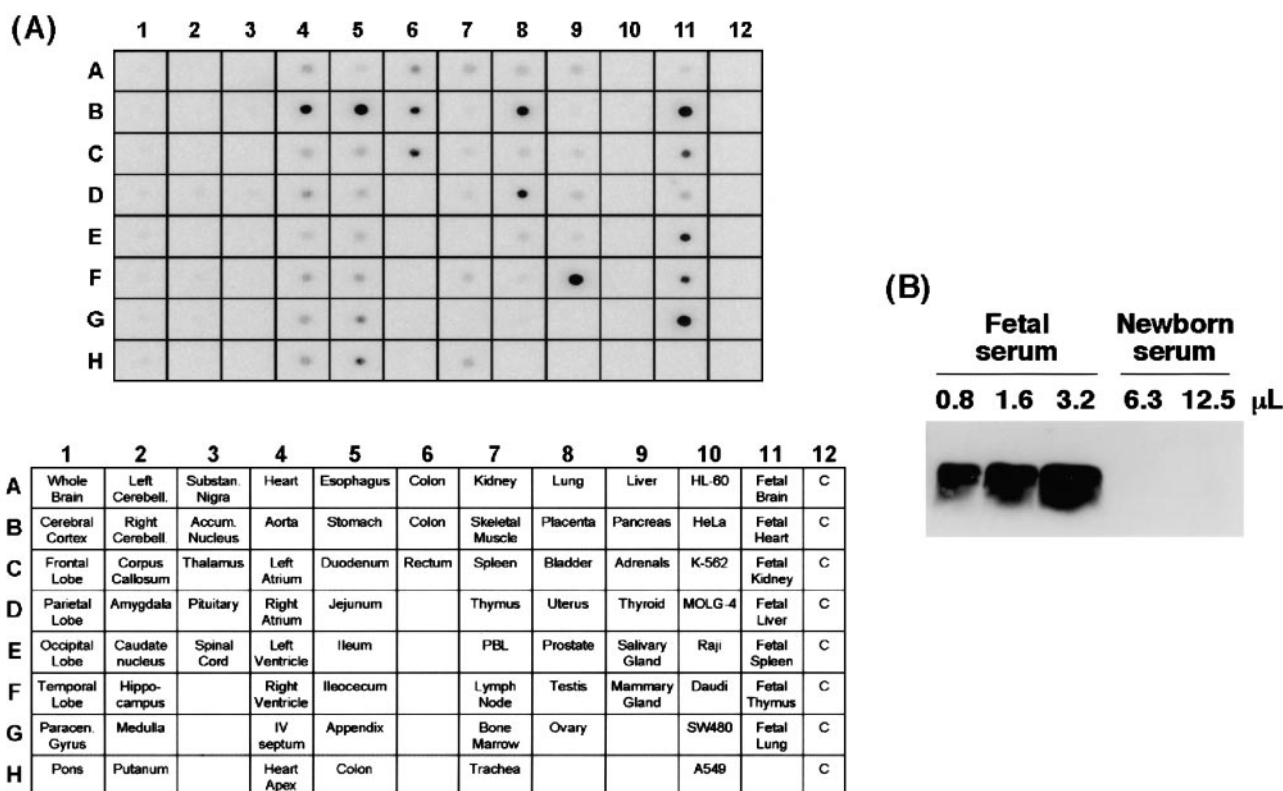 (A)
1 2 3 4 5 6 7 8 9 10 11 12
A
B
C
D
E
F
G
H
(B)
Fetal serum
Newborn serum
0.8 1.6 3.2 6.3 12.5 μL
1 2 3 4 5 6 7 8 9 10 11 12
A Whole Left Substan. Heart Esophagus Colon Kidney Lung Liver HL-60 Fetal C
Brain Cerebell. Nigra Brain
B Cerebral Right Accum. Aorta Stomach Colon Skeletal Placenta Pancreas HeLa Fetal C
Cortex Cerebell. Nucleus Muscle Heart
C Frontal Corpus Thalamus Left Duodenum Rectum Spleen Bladder Adrenals K-562 Fetal C
Lobe Callosum Atrium Kidney
D Parietal Amygdala Pituitary Right Jejunum Thymus Uterus Thyroid MOLG-4 Fetal C
Lobe Atrium Liver
E Occipital Caudate Spinal Left Ileum PBL Prostate Salivary Raji Fetal C
Lobe nucleus Cord Ventricle Gland Spleen
F Temporal Hippo- Right Ileocecum Lymph Testis Mammary Daudi Fetal C
Lobe campus Ventricle Node Gland Thymus
G Paracen. Medulla IV Appendix Bone Ovary SW480 Fetal C
Gyrus septum Marrow Lung
H Pons Putanum Heart Colon Trachea A549 C
Apex